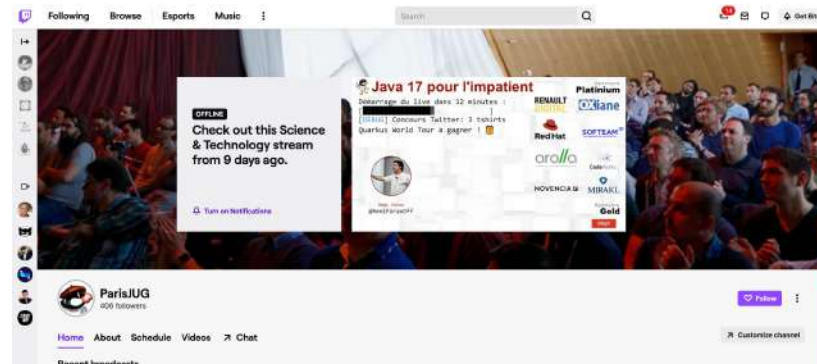 Following Browse Esports Music
Search
OFFLINE
Check out this Science
& Technology stream
from 9 days ago.
Turn on Notifications
Java 17 pour l'impatient
Démarrage du live dans 12 minutes :
[DEBUG] Concours Twitter: 3 tshirts
Quarkus World Tour a gagner !
Platinium
RENAULT
DIGITAL
Oxiane
Red Hat
SOFTEAM
arolla
NOVENCIA
MIRAKL
Gold
ParisJUG
406 followers
Follow
Home About Schedule Videos Chat
Customize channel
Recent broadcasts